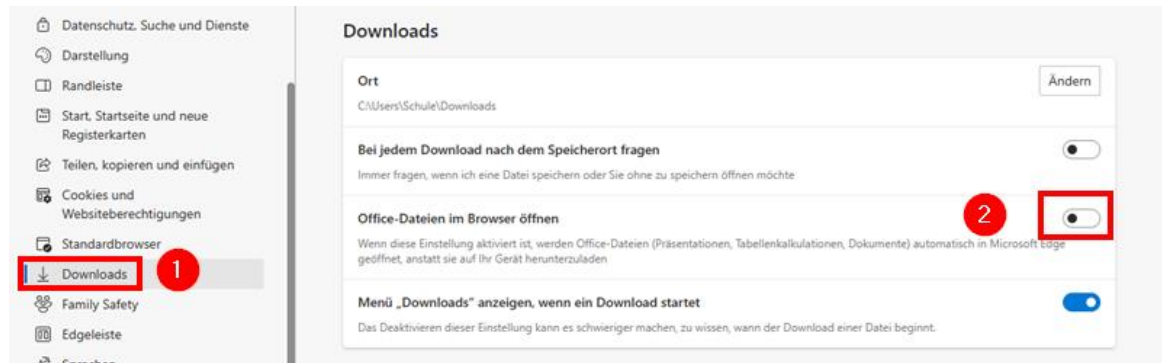 Datenschutz, Suche und Dienste
Darstellung
Randleiste
Start, Startseite und neue
Registerkarten
Teilen, kopieren und einfügen
Cookies und
Websiteberechtigungen
Standardbrowser
Downloads
1
Family Safety
Edgeleiste
Sprachen
Downloads
Ort
Ändern
C:\Users\Schule\Downloads
Bei jedem Download nach dem Speicherort fragen
Immer fragen, wenn ich eine Datei speichern oder Sie ohne zu speichern öffnen möchte
Office-Dateien im Browser öffnen
2
Wenn diese Einstellung aktiviert ist, werden Office-Dateien (Präsentationen, Tabellenkalkulationen, Dokumente) automatisch in Microsoft Edge
geöffnet, anstatt sie auf Ihr Gerät herunterzuladen
Menü „Downloads" anzeigen, wenn ein Download startet
Das Deaktivieren dieser Einstellung kann es schwieriger machen, zu wissen, wann der Download einer Datei beginnt.